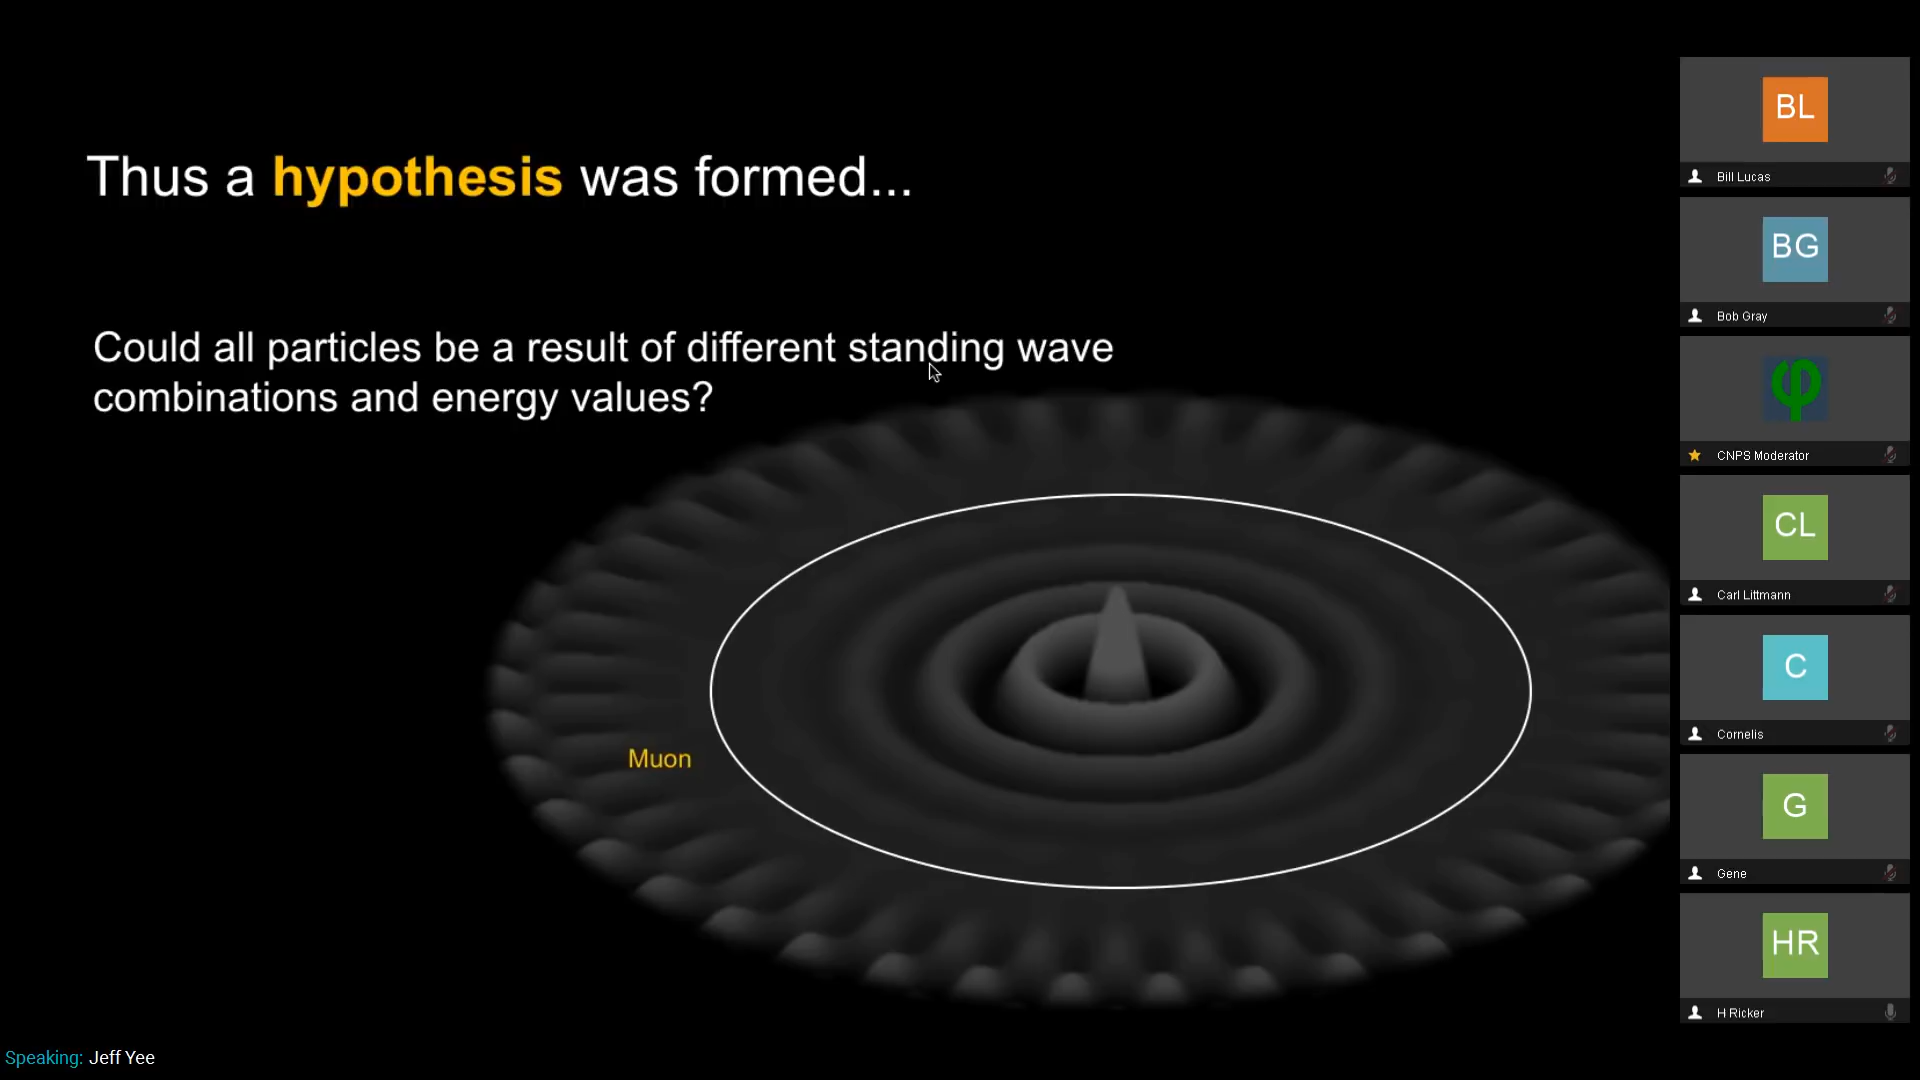 Thus a hypothesis was formed...
Could all particles be a result of different standing wave
combinations and energy values?
Muon
BL
Bill Lucas
BG
Bob Gray
φ
CNPS Moderator
CL
Carl Littmann
C
Cornelis
G
Gene
HR
H Ricker
Speaking: Jeff Yee